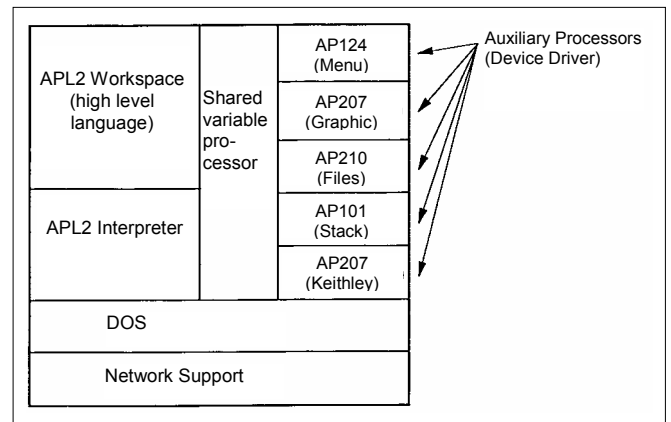 APL2 Workspace
(high level
language)
APL2 Interpreter
Shared
variable
pro-
cessor
AP124
(Menu)
AP207
(Graphic)
AP210
(Files)
AP101
(Stack)
AP207
(Keithley)
Auxiliary Processors
(Device Driver)
DOS
Network Support